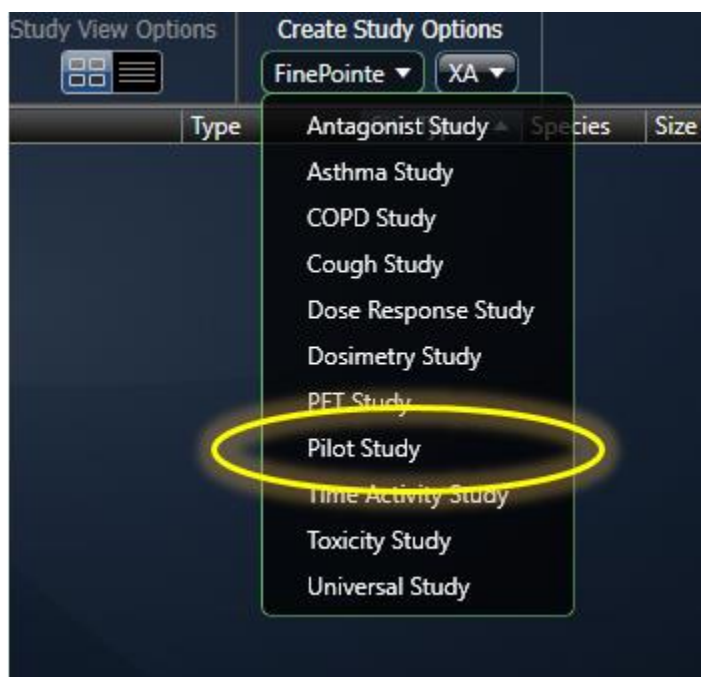 Study View Options
Create Study Options
FinePointe
XA
Type
Species
Size
Antagonist Study
Asthma Study
COPD Study
Cough Study
Dose Response Study
Dosimetry Study
PFT Study
Pilot Study
Time Activity Study
Toxicity Study
Universal Study